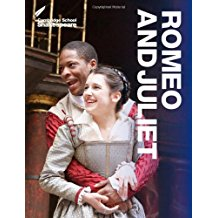 Cambridge School
Shakespeare
ROMEO
AND JULIET